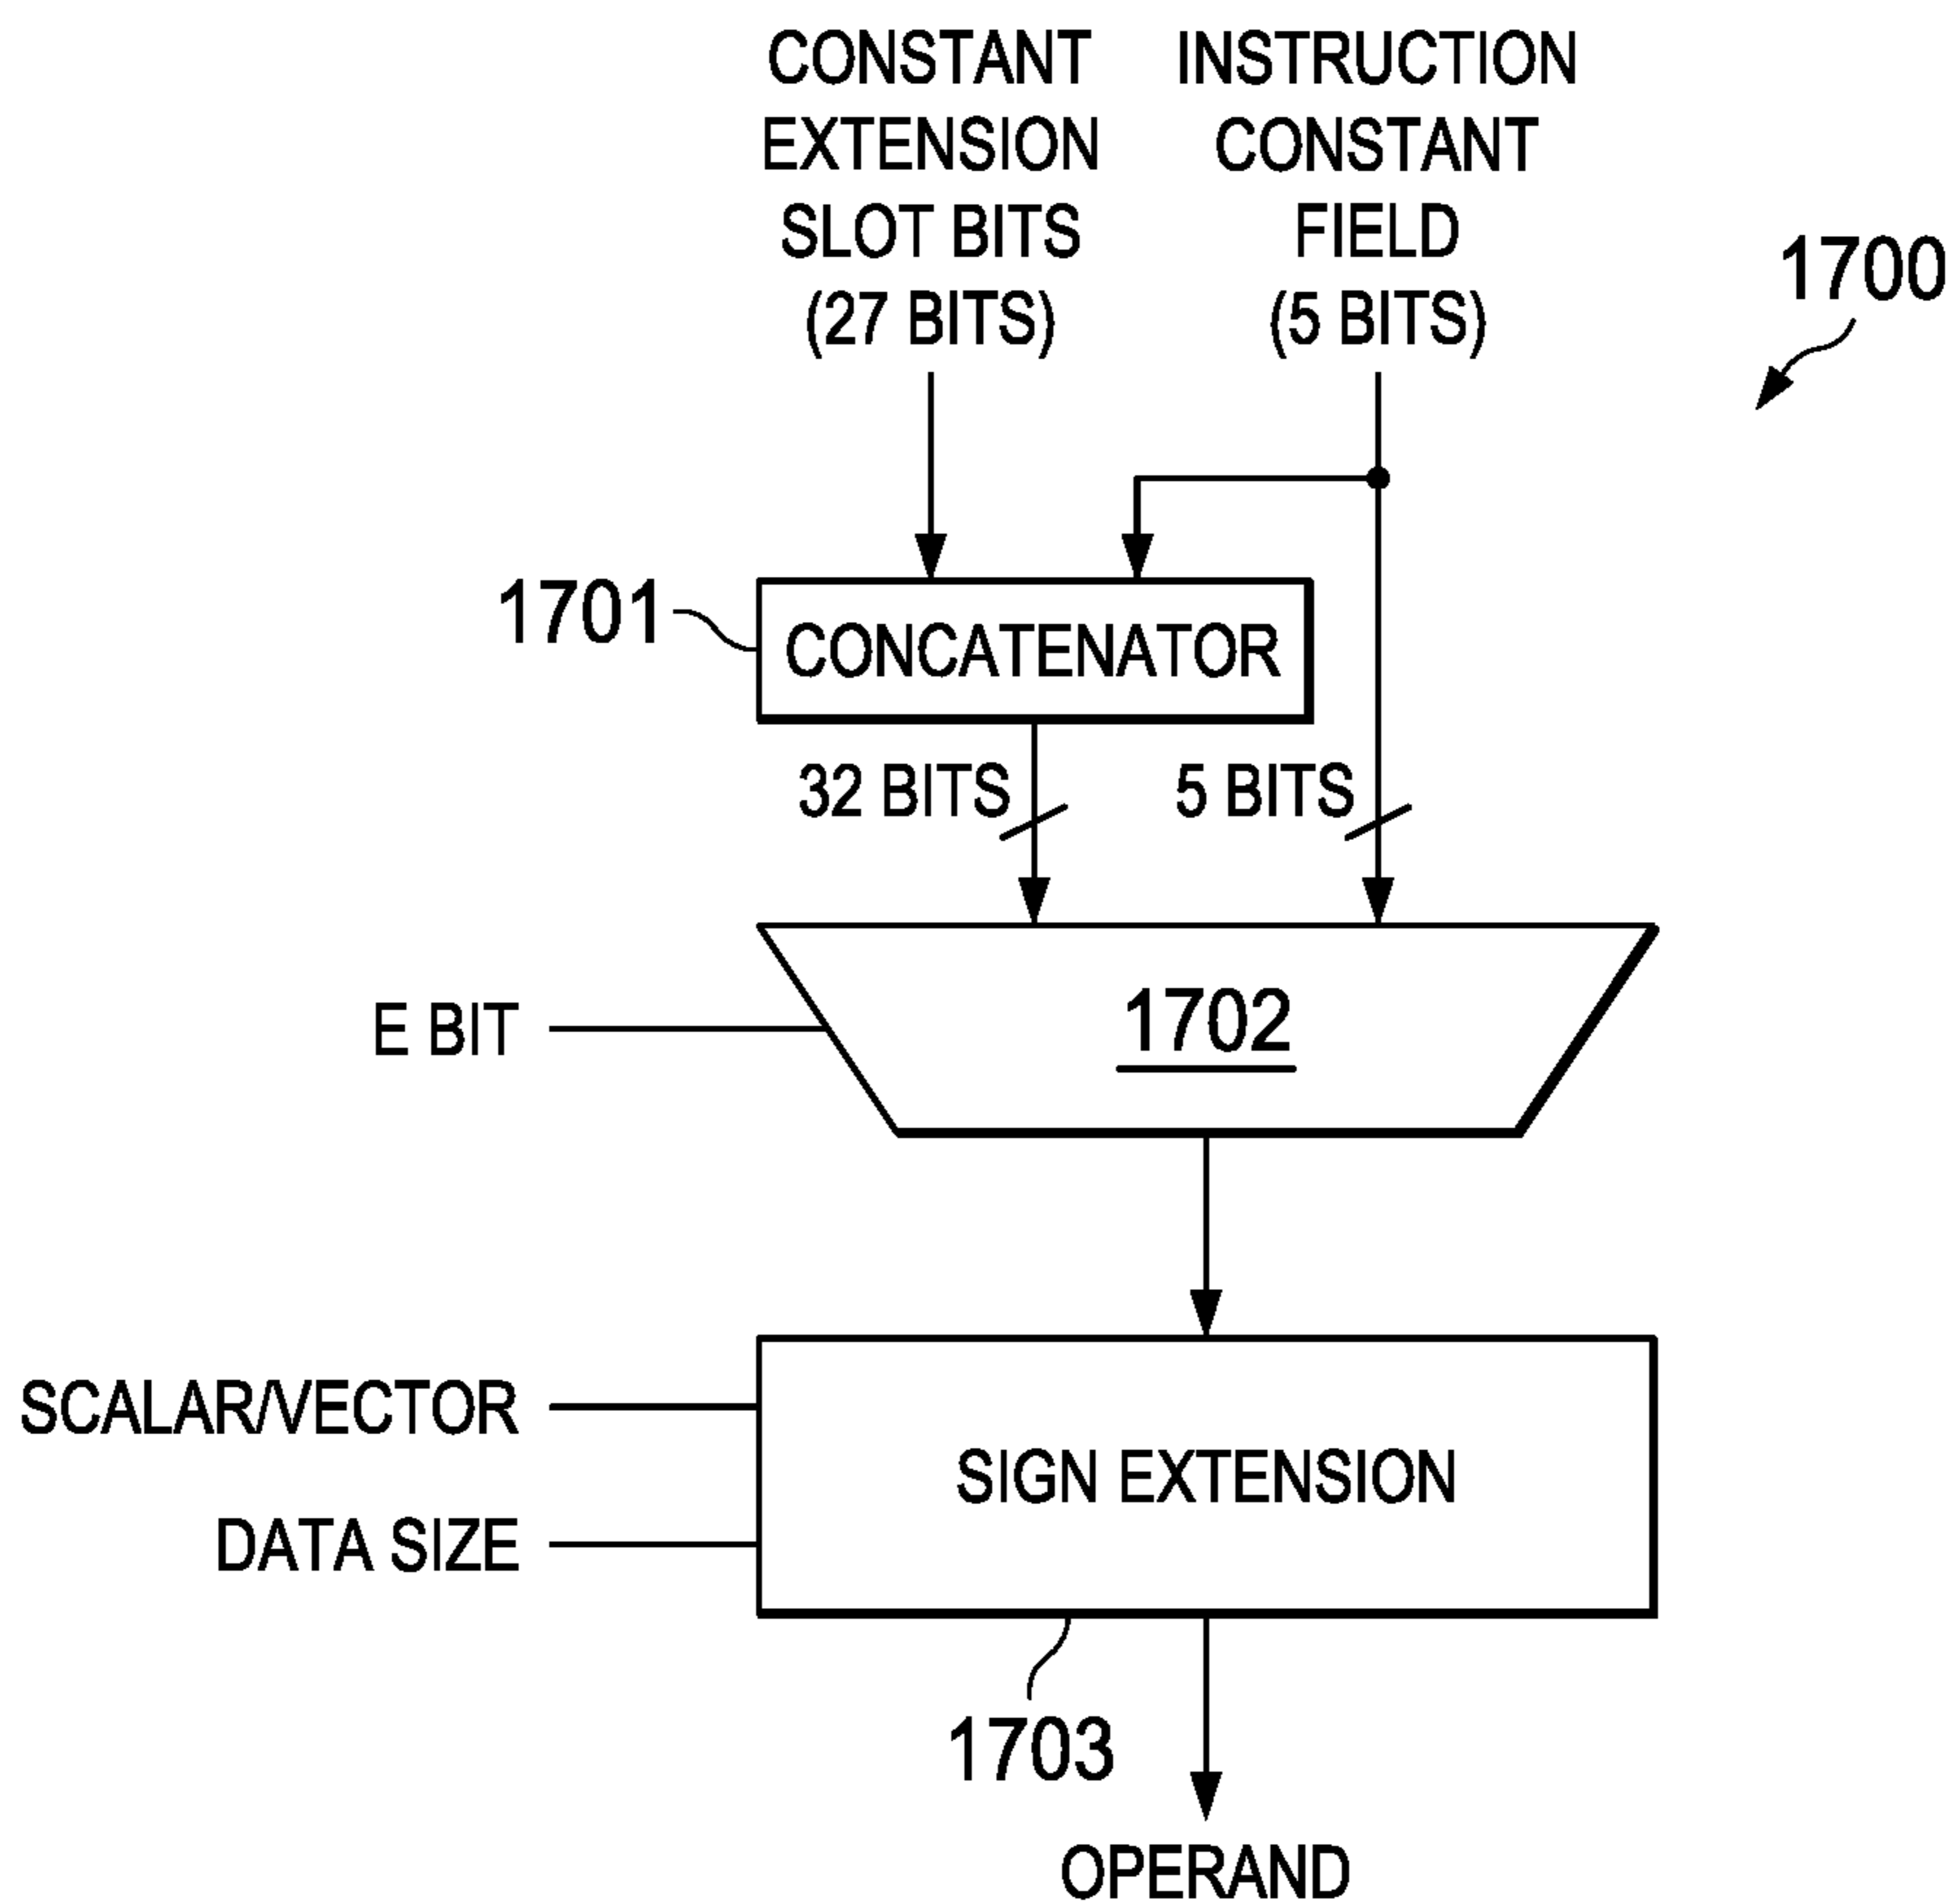 CONSTANT
EXTENSION
SLOT BITS
(27 BITS)
INSTRUCTION
CONSTANT
FIELD
(5 BITS)
1700
1701
CONCATENATOR
32 BITS
5 BITS
E BIT
1702
SCALAR/VECTOR
DATA SIZE
SIGN EXTENSION
1703
OPERAND